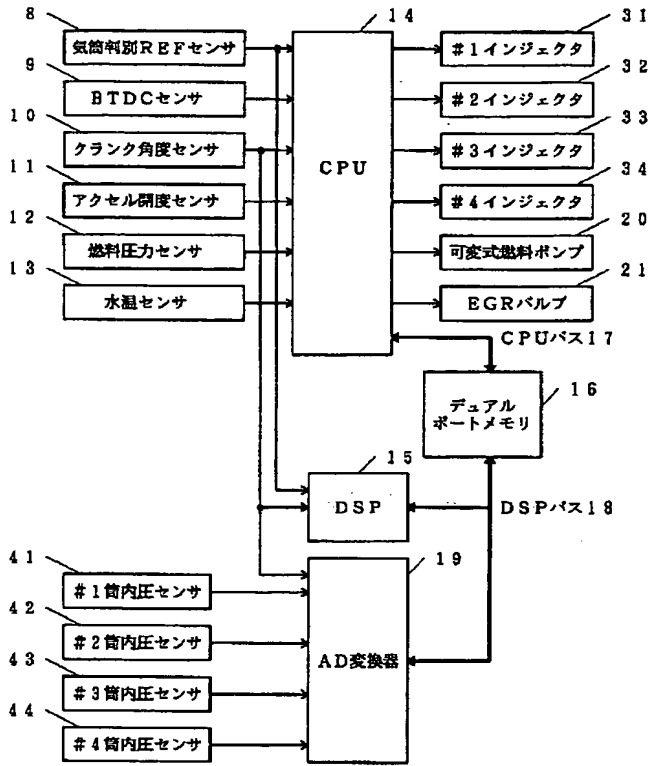 8
気筒判別REFセンサ
9
BTDCセンサ
10
クランク角度センサ
11
アクセル開度センサ
12
燃料圧力センサ
13
水温センサ
14
CPU
31
#1インジェクタ
32
#2インジェクタ
33
#3インジェクタ
34
#4インジェクタ
20
可変式燃料ポンプ
21
EGRバルブ
CPUバス17
16
デュアル
ポートメモリ
15
DSP
DSPバス18
41
#1筒内圧センサ
42
#2筒内圧センサ
43
#3筒内圧センサ
44
#4筒内圧センサ
19
AD変換器